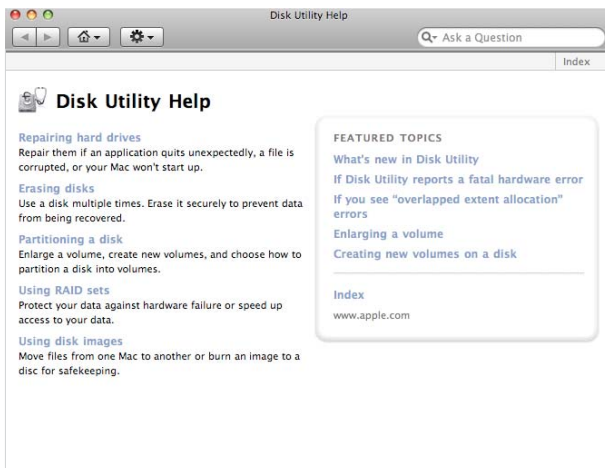 Disk Utility Help
Ask a Question
Index
Disk Utility Help
Repairing hard drives
Repair them if an application quits unexpectedly, a file is
corrupted, or your Mac won't start up.
Erasing disks
Use a disk multiple times. Erase it securely to prevent data
from being recovered.
Partitioning a disk
Enlarge a volume, create new volumes, and choose how to
partition a disk into volumes.
Using RAID sets
Protect your data against hardware failure or speed up
access to your data.
Using disk images
Move files from one Mac to another or burn an image to a
disc for safekeeping.
FEATURED TOPICS
What's new in Disk Utility
If Disk Utility reports a fatal hardware error
If you see "overlapped extent allocation"
errors
Enlarging a volume
Creating new volumes on a disk
Index
www.apple.com